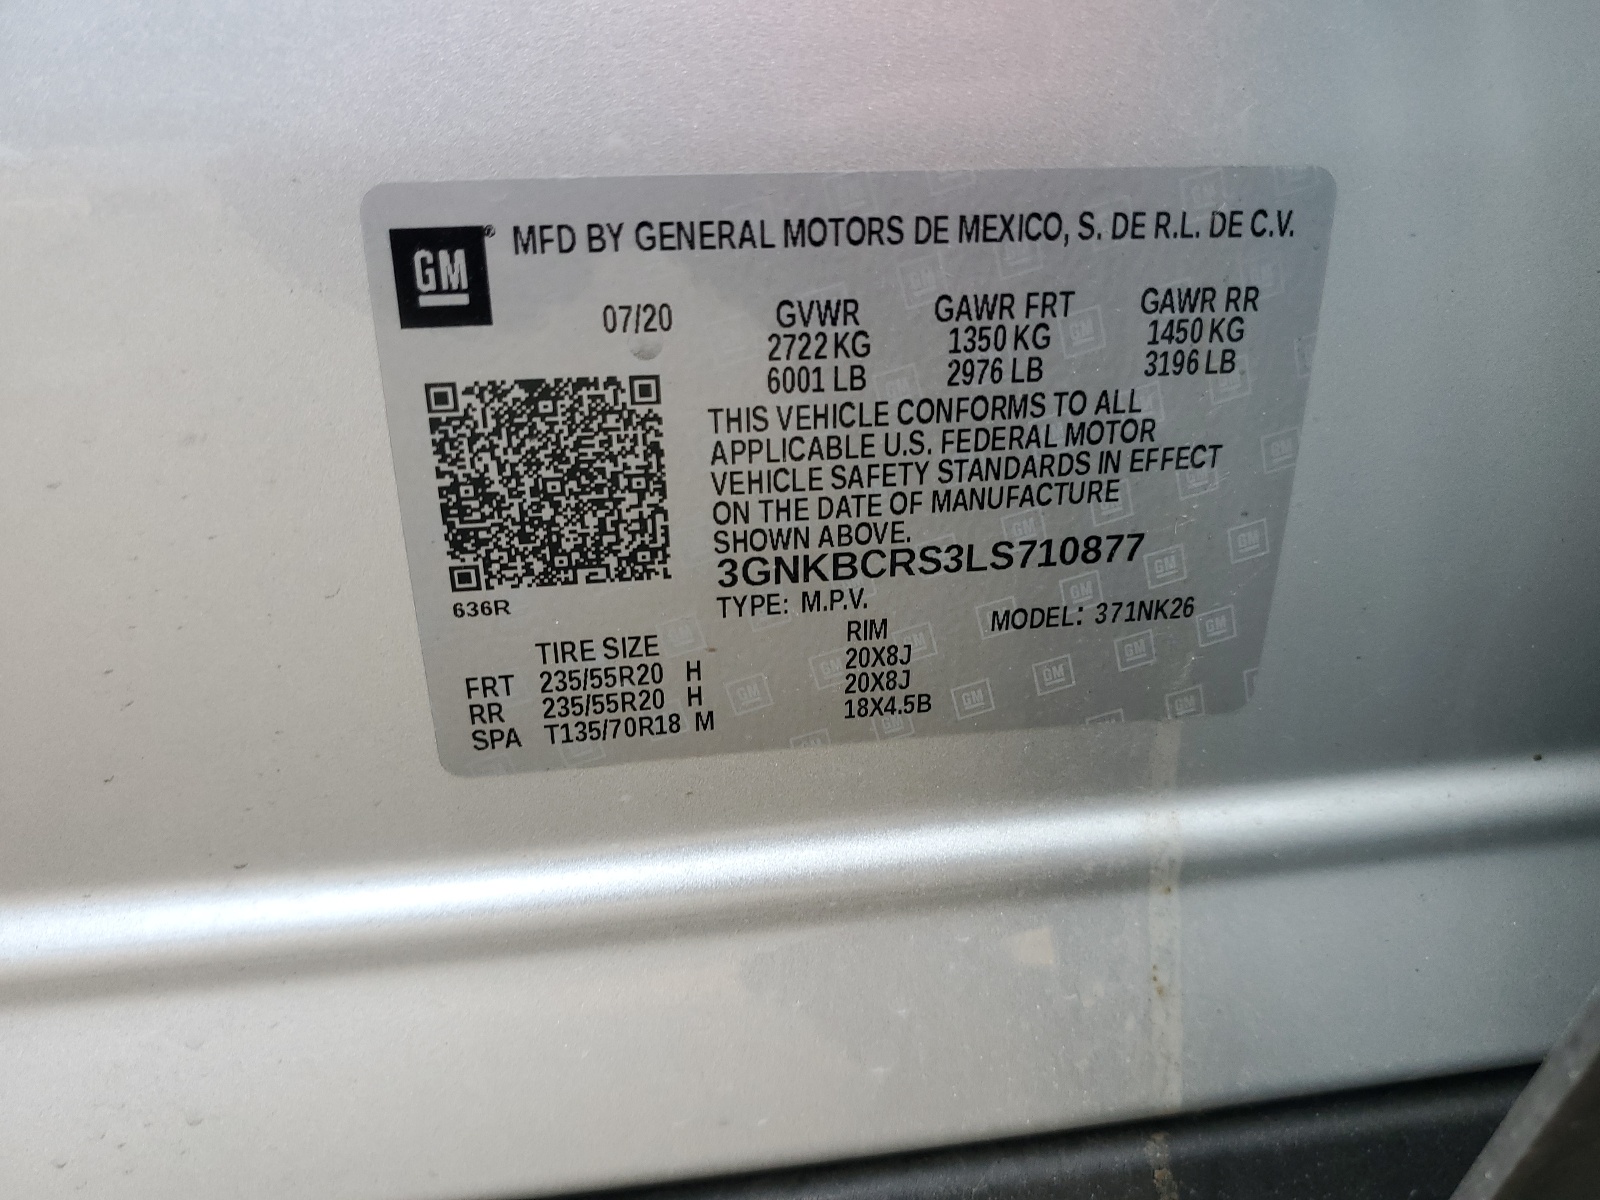 GM® MFD BY GENERAL MOTORS DE MEXICO, S. DE R.L. DE C.V.
07/20 GVWR GAWR FRT GAWR RR
2722 KG 1350 KG 1450 KG
6001 LB 2976 LB 3196 LB
THIS VEHICLE CONFORMS TO ALL
APPLICABLE U.S. FEDERAL MOTOR
VEHICLE SAFETY STANDARDS IN EFFECT
ON THE DATE OF MANUFACTURE
SHOWN ABOVE.
3GNKBCRS3LS710877
636R
TYPE: M.P.V. MODEL: 371NK26
TIRE SIZE RIM
FRT 235/55R20 H 20X8J
RR 235/55R20 H 20X8J
SPA T135/70R18 M 18X4.5B